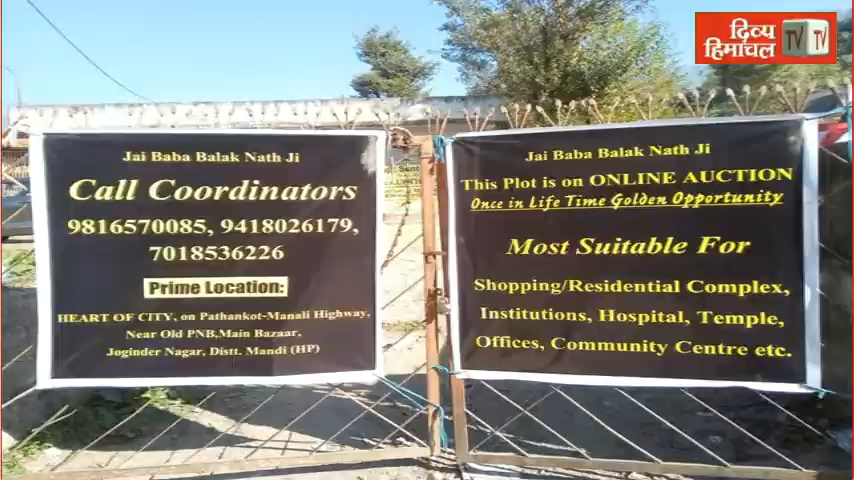 दिव्य
हिमाचल
TV TV
Jai Baba Balak Nath Ji
Call Coordinators
9816570085, 9418026179,
7018536226
Prime Location:
HEART OF CITY, on Pathankot-Manali Highway,
Near Old PNB,Main Bazaar,
Joginder Nagar, Distt. Mandi (HP)
Jai Baba Balak Nath Ji
This Plot is on ONLINE AUCTION
Once in Life Time Golden Opportunity
Most Suitable For
Shopping/Residential Complex,
Institutions, Hospital, Temple,
Offices, Community Centre etc.